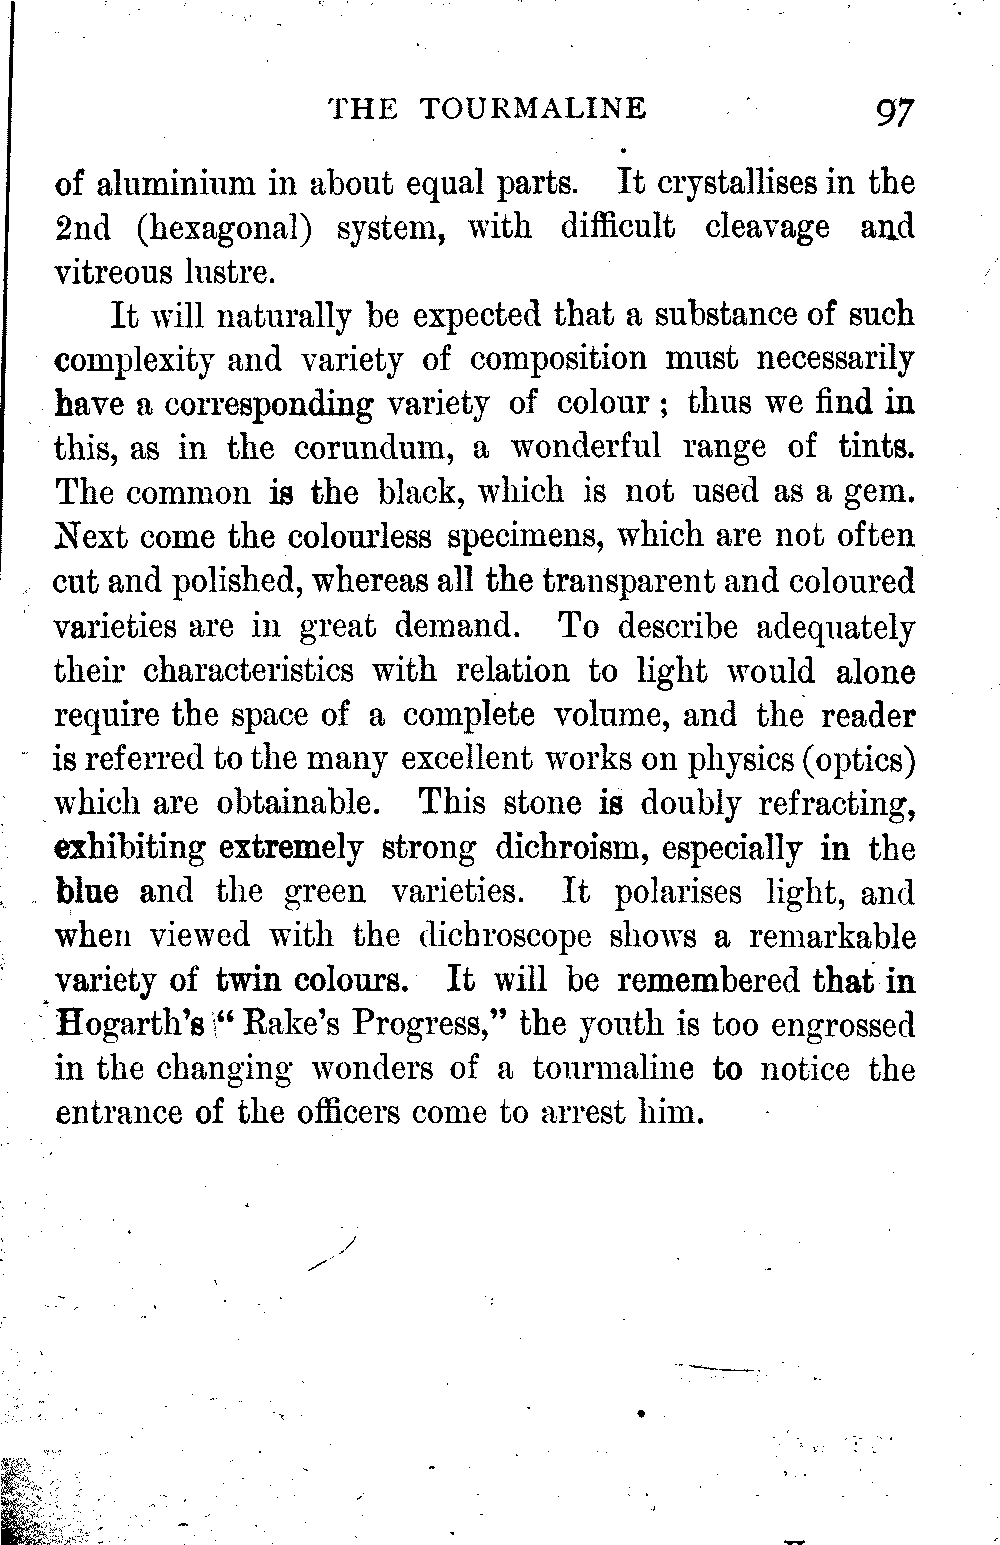 THE TOURMALINE 97
of aluminium in about equal parts. It crystallises in the
2nd (hexagonal) system, with difficult cleavage and
vitreous lustre.
It will naturally be expected that a substance of such
complexity and variety of composition must necessarily
have a corresponding variety of colour ; thus we find in
this, as in the corundum, a wonderful range of tints.
The common is the black, which is not used as a gem.
Next come the colourless specimens, which are not often
cut and polished, whereas all the transparent and coloured
varieties are in great demand. To describe adequately
their characteristics with relation to light would alone
require the space of a complete volume, and the reader
is referred to the many excellent works on physics (optics)
which are obtainable. This stone is doubly refracting,
exhibiting extremely strong dichroism, especially in the
blue and the green varieties. It polarises light, and
when viewed with the dichroscope shows a remarkable
variety of twin colours. It will be remembered that in
Hogarth's “ Rake's Progress,” the youth is too engrossed
in the changing wonders of a tourmaline to notice the
entrance of the officers come to arrest him.